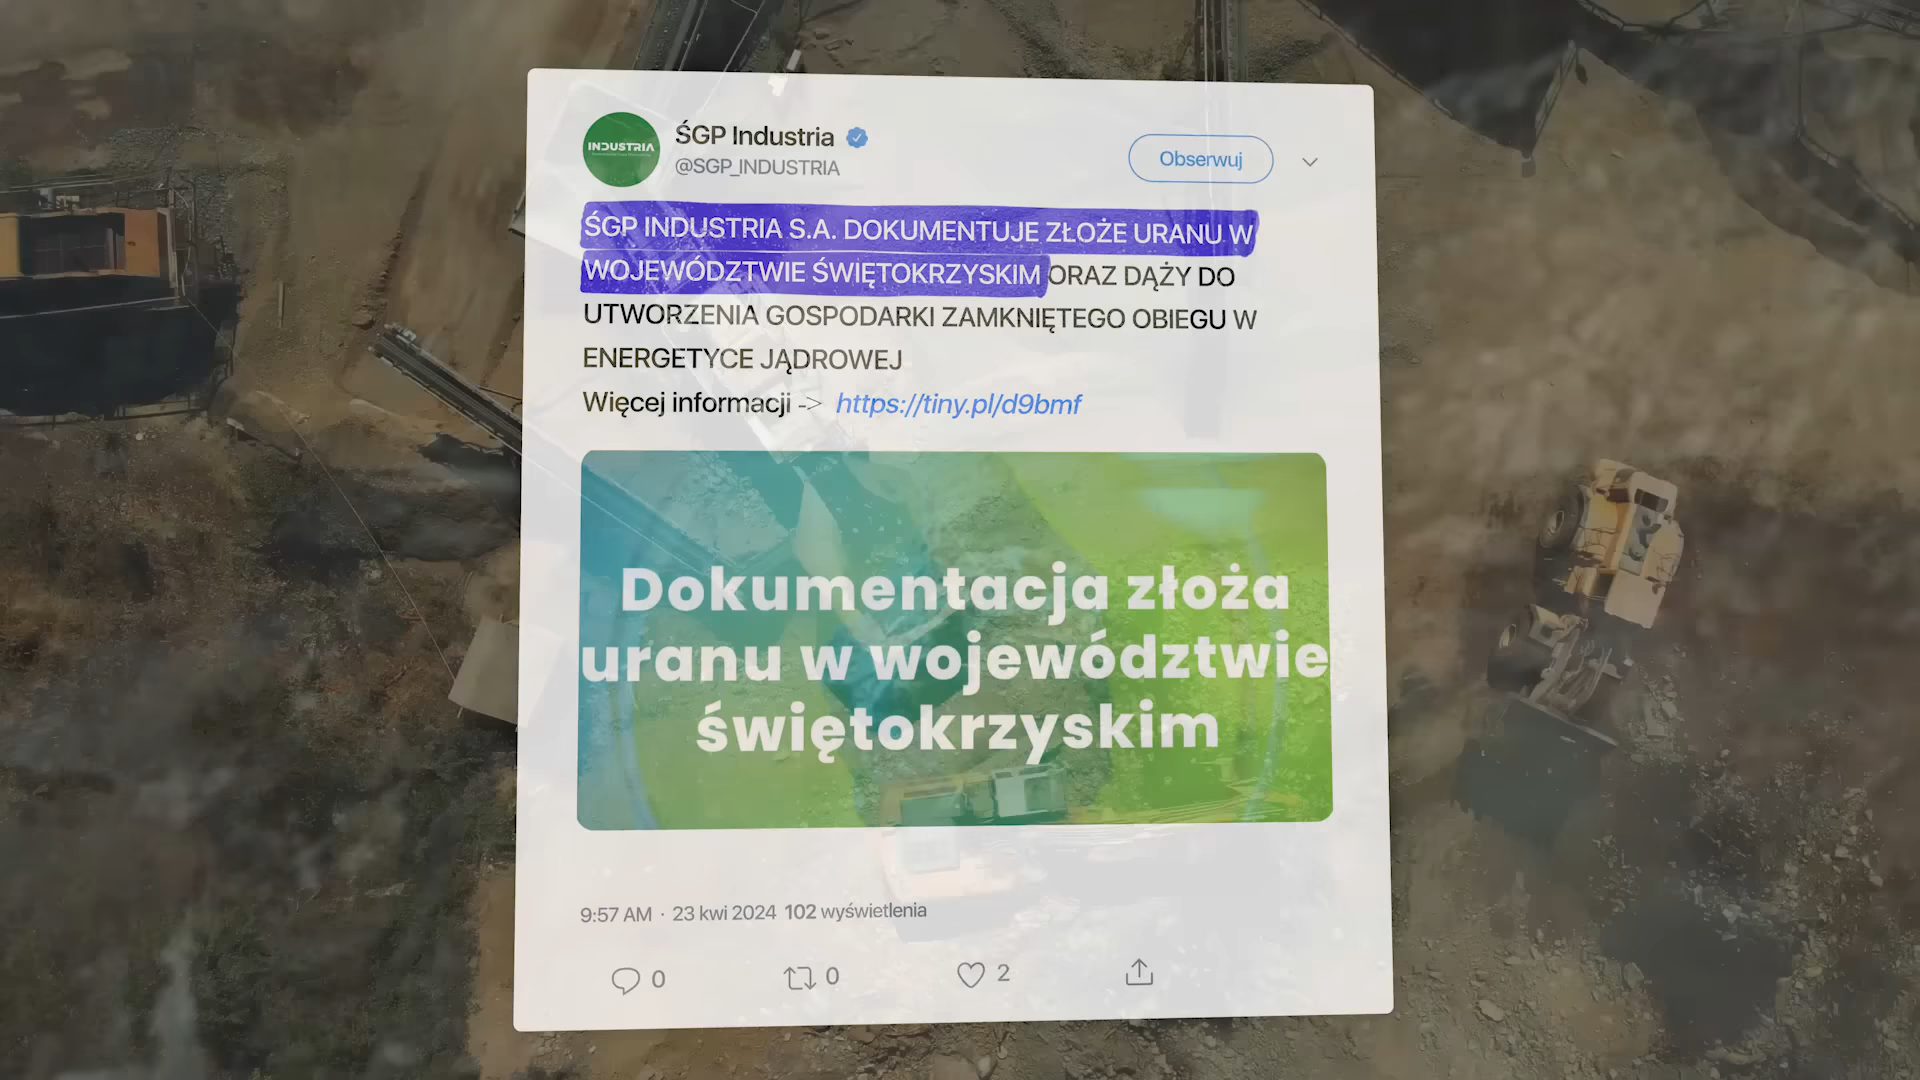 INDUSTRIA
ŚGP Industria
@SGP_INDUSTRIA
Obserwuj
ŚGP INDUSTRIA S.A. DOKUMENTUJE ZŁOŻE URANU W
WOJEWÓDZTWIE ŚWIĘTOKRZYSKIM ORAZ DĄŻY DO
UTWORZENIA GOSPODARKI ZAMKNIĘTEGO OBIEGU W
ENERGETYCE JĄDROWEJ
Więcej informacji -> https://tiny.pl/d9bmf
Dokumentacja złoża
uranu w województwie
świętokrzyskim
9:57 AM · 23 kwi 2024 102 wyświetlenia
0 0 2